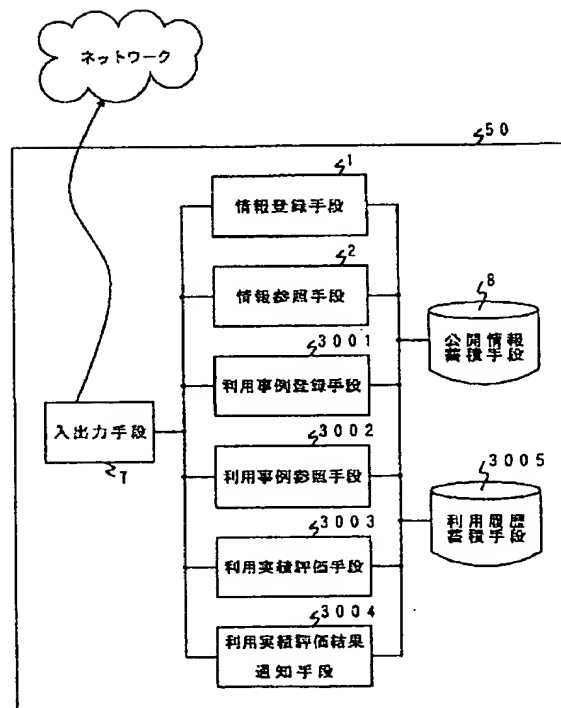 ネットワーク
50
1
情報登録手段
2
情報参照手段
8
公開情報
蓄積手段
3001
利用事例登録手段
入出力手段
7
3002
利用事例参照手段
3005
利用履歴
蓄積手段
3003
利用実績評価手段
3004
利用実績評価結果
通知手段